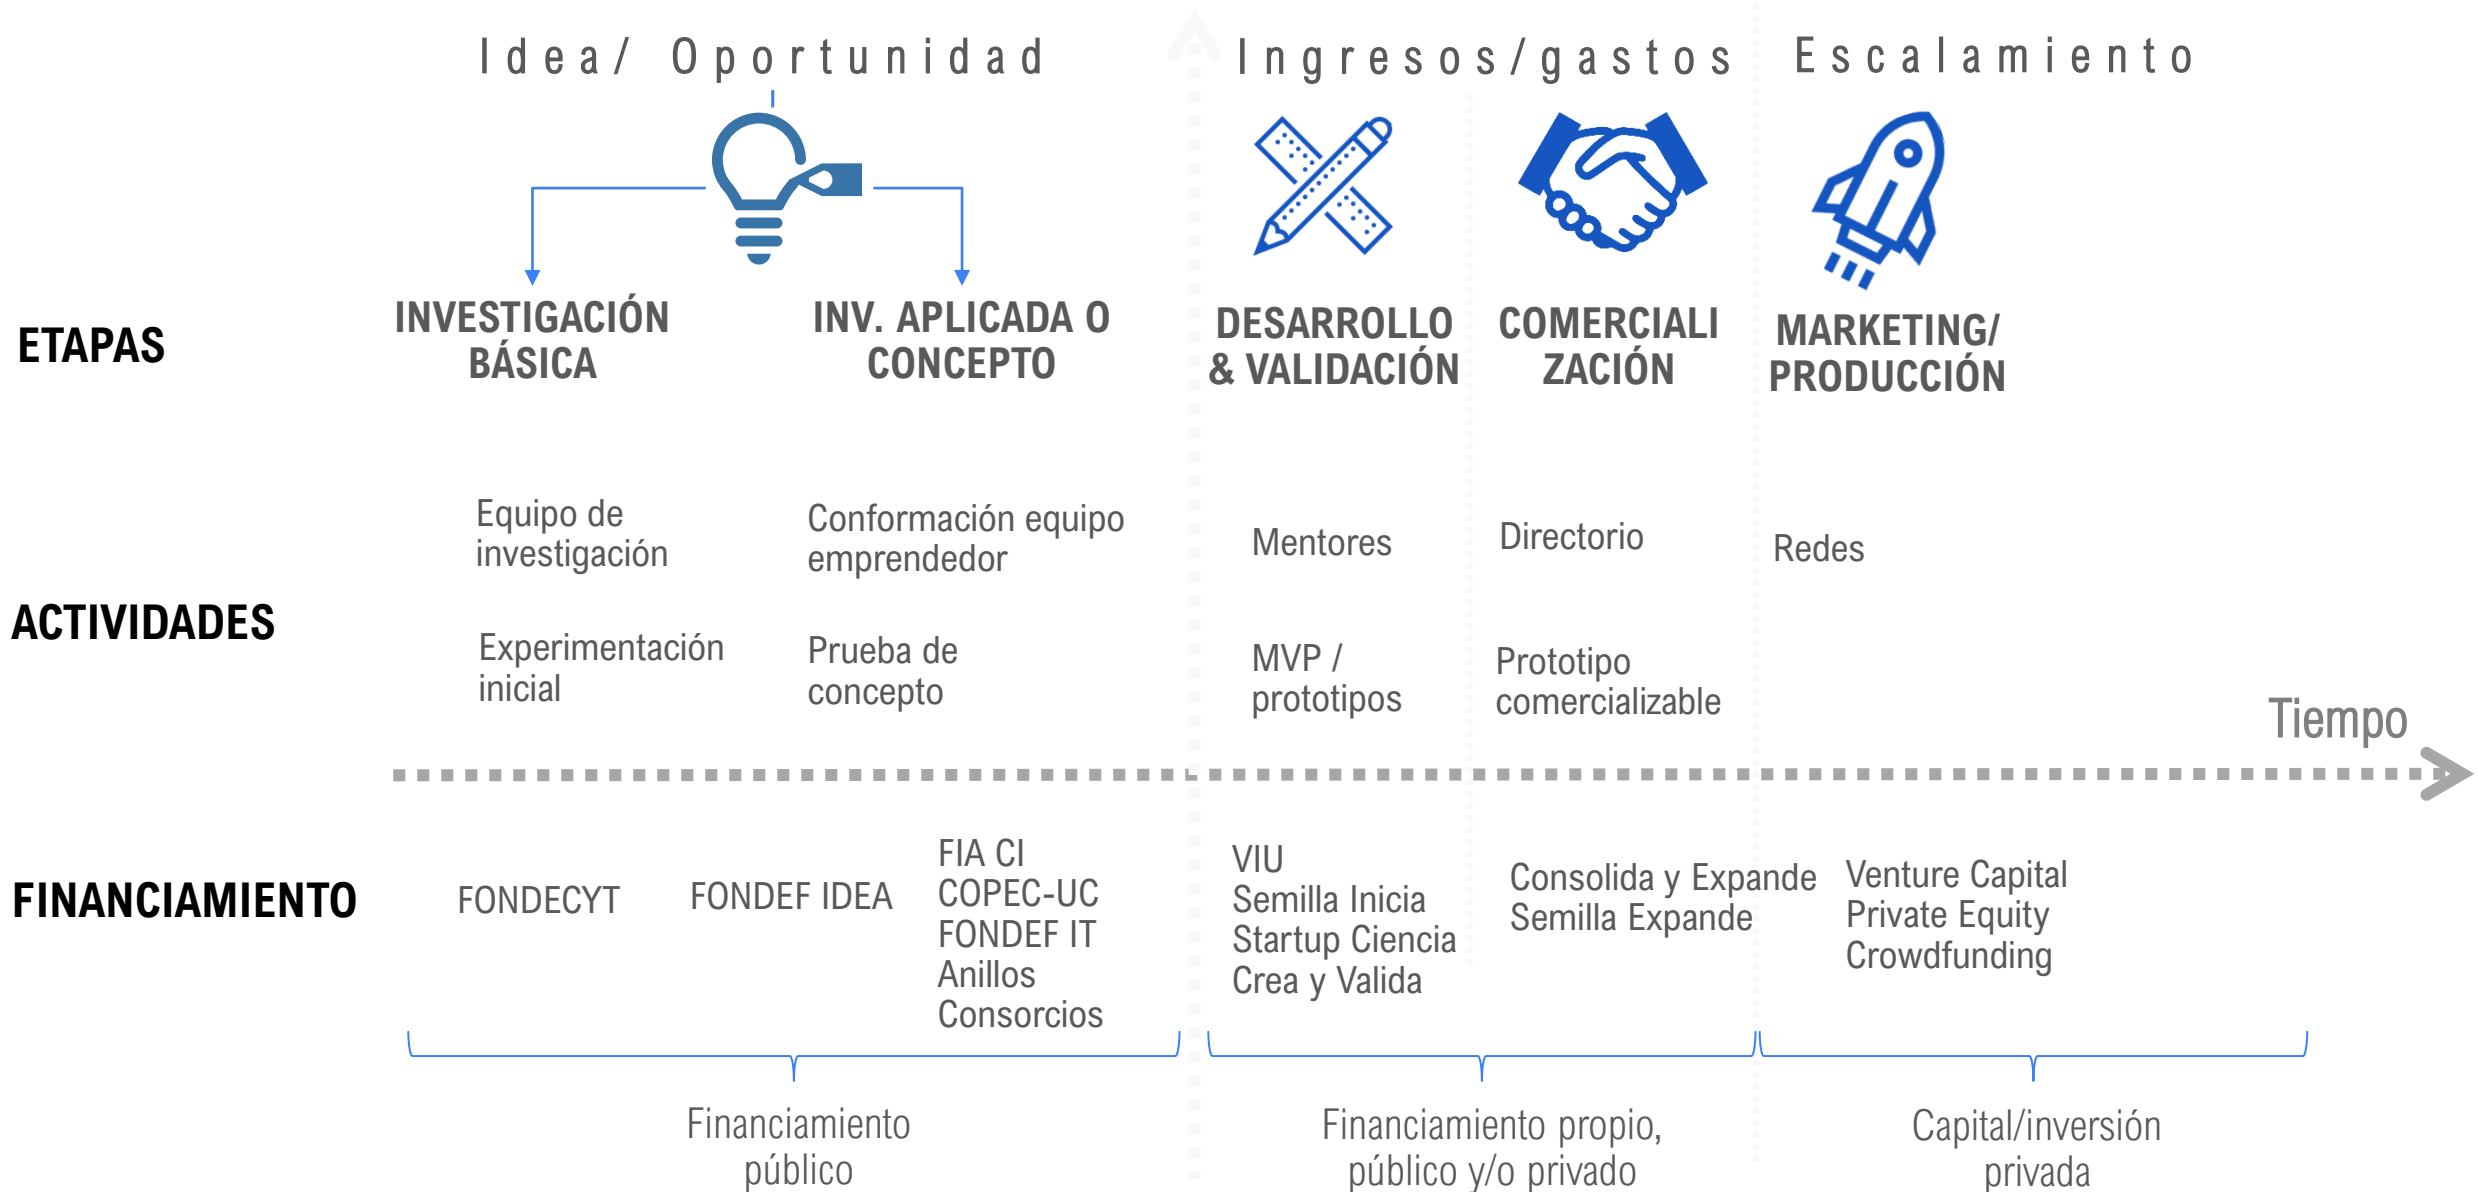 Idea/ Oportunidad
Ingresos/gastos
Escalamiento
ETAPAS
INVESTIGACIÓN
BÁSICA
INV. APLICADA O
CONCEPTO
DESARROLLO
& VALIDACIÓN
COMERCIALI
ZACIÓN
MARKETING/
PRODUCCIÓN
ACTIVIDADES
Equipo de
investigación
Conformación equipo
emprendedor
Mentores
Directorio
Redes
Experimentación
inicial
Prueba de
concepto
MVP /
prototipos
Prototipo
comercializable
Tiempo
FINANCIAMIENTO
FONDECYT
FONDEF IDEA
FIA CI
COPEC-UC
FONDEF IT
Anillos
Consorcios
VIU
Semilla Inicia
Startup Ciencia
Crea y Valida
Consolida y Expande
Semilla Expande
Venture Capital
Private Equity
Crowdfunding
Financiamiento
público
Financiamiento propio,
público y/o privado
Capital/inversión
privada